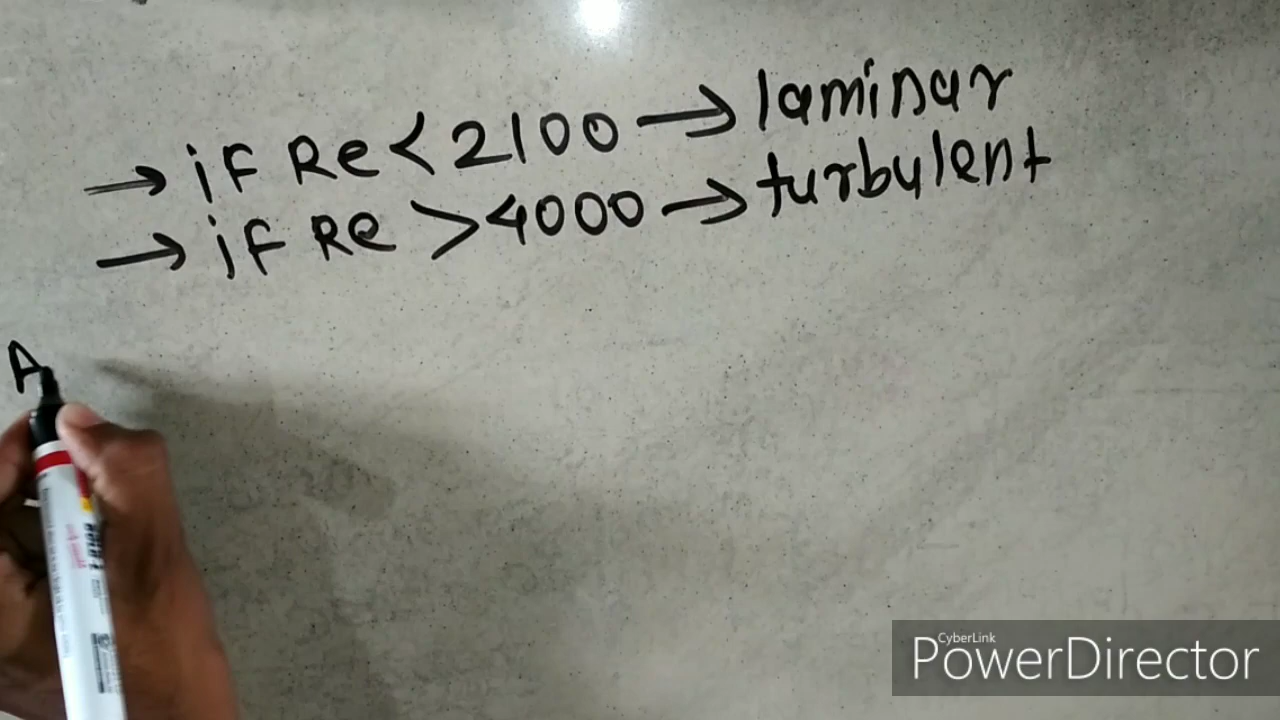 → if Re < 2100 → laminar
→ if Re > 4000 → turbulent
A
CyberLink
PowerDirector